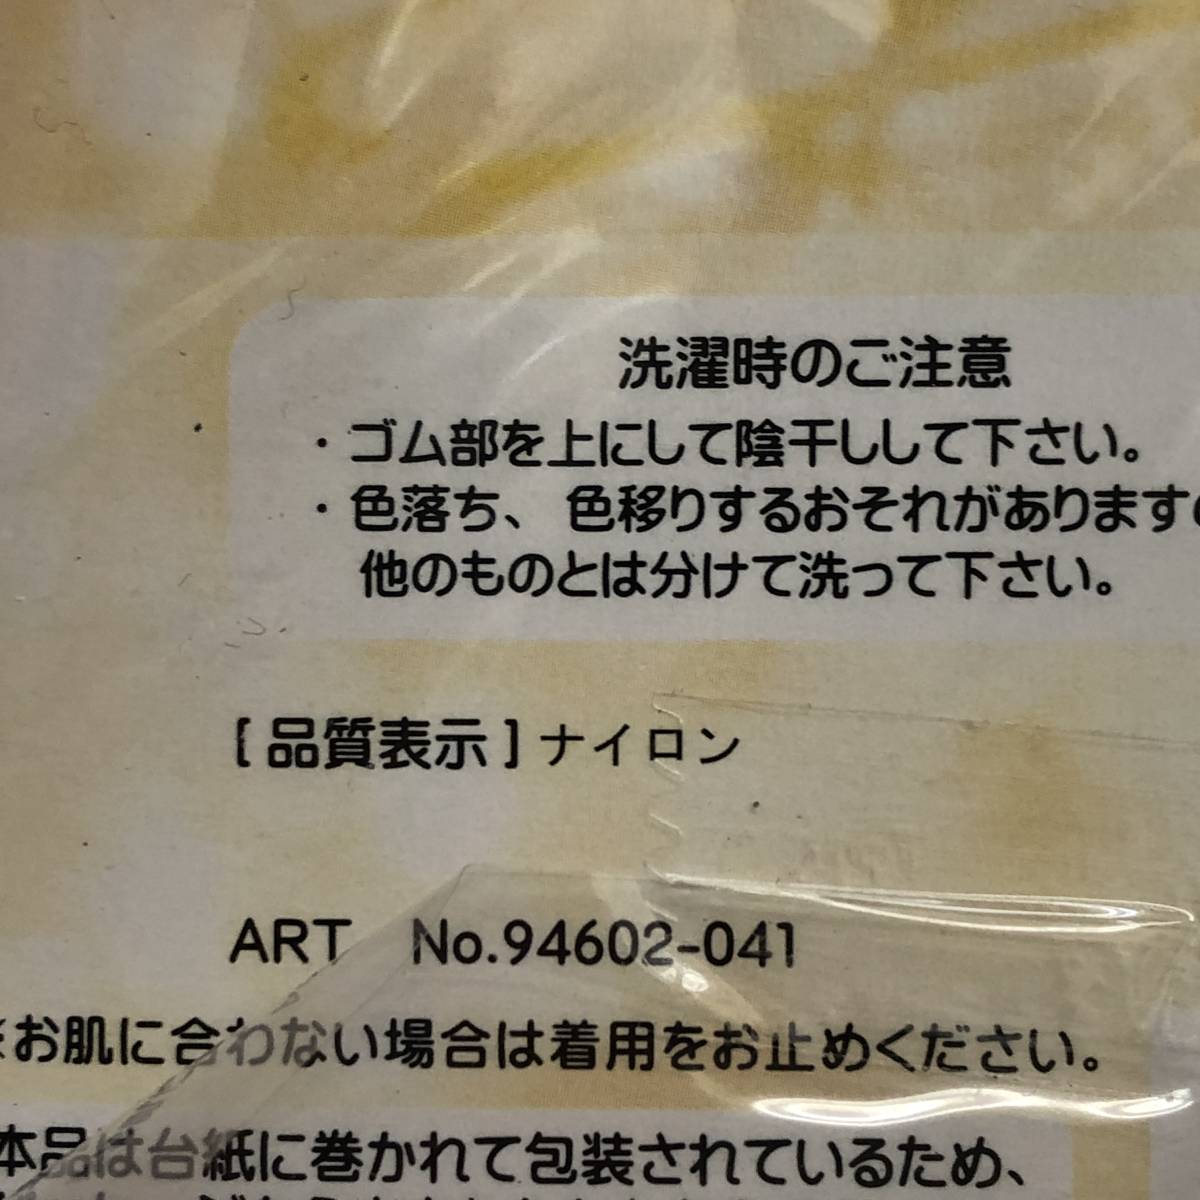 洗濯時のご注意
・ゴム部を上にして陰干しして下さい。
・色落ち、色移りするおそれがあります
他のものとは分けて洗って下さい。
[品質表示]ナイロン
ART No.94602-041
※お肌に合わない場合は着用をお止めください。
本品は台紙に巻かれて包装されているため、